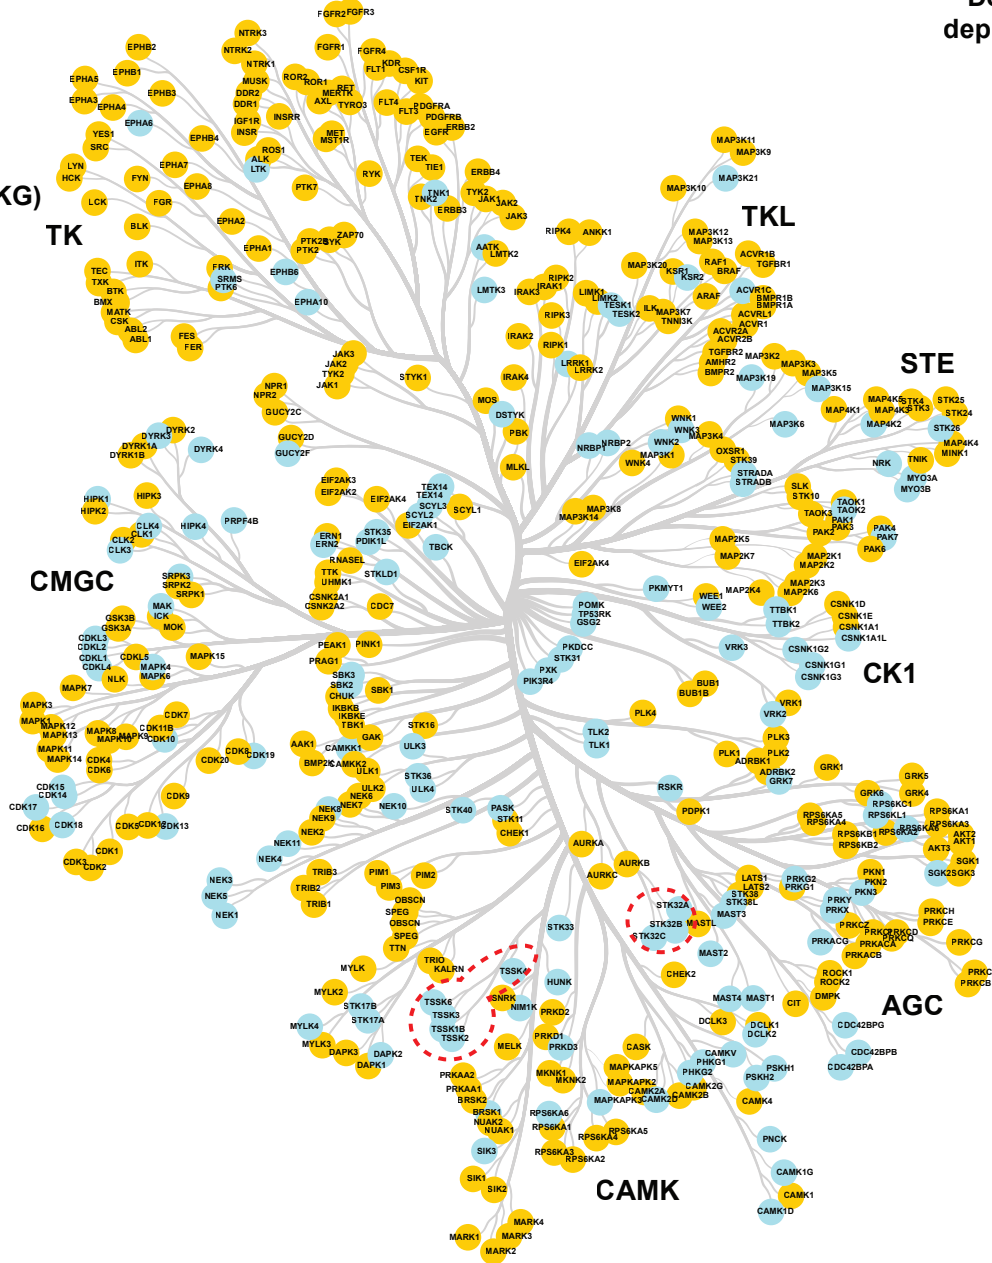 De
dep
KG)
TK
TKL
STE
CMGC
CK1
AGC
CAMK
FGFR2
FGFR3
NTRK3
EPHB2
NTRK2
FGFR1
FGFR4
NTRK1
KDR
FLT1
CSF1R
EPHB1
EPHA5
MUSK
ROR2
ROR1
RET
KIT
DDR2
MERTK
EPHB3
EPHA3
EPHA4
DDR1
AXL
TYRO3
FLT4
FLT3
PDGFRA
EPHA6
IGF1R
INSRR
PDGFRB
YES1
INSR
MET
MST1R
EGFR
ERBB2
EPHB4
SRC
ROS1
ALK
LTK
TEK
TIE1
LYN
HCK
EPHA7
FYN
EPHA8
PTK7
RYK
ERBB4
TNK1
TNK2
TYK2
JAK1
JAK2
JAK3
ERBB3
LCK
FGR
BLK
EPHA2
EPHA1
PTK2B
SYK
ZAP70
PTK2
AATK
LMTK2
LMTK3
TEC
ITK
TXK
BTK
BMX
MATK
CSK
ABL2
ABL1
FRK
SRMS
PTK6
EPHB6
EPHA10
FES
FER
JAK3
JAK2
TYK2
JAK1
STYK1
NPR1
NPR2
GUCY2C
GUCY2D
GUCY2F
MAP3K11
MAP3K9
MAP3K21
MAP3K10
RIPK4
ANKK1
MAP3K12
MAP3K13
MAP3K20
KSR1
KSR2
RAF1
BRAF
ARAF
ACVR1B
TGFBR1
ACVR1C
BMPR1B
BMPR1A
ACVRL1
ACVR1
ACVR2A
ACVR2B
TGFBR2
AMHR2
BMPR2
IRAK3
IRAK1
RIPK2
LIMK1
LIMK2
TESK1
TESK2
ILK
MAP3K7
TNNI3K
RIPK3
IRAK2
RIPK1
LRRK1
LRRK2
IRAK4
MOS
DSTYK
PBK
MLKL
MAP3K2
MAP3K3
MAP3K5
MAP3K19
MAP3K15
MAP3K6
MAP4K1
MAP4K5
STK4
STK3
MAP4K3
MAP4K2
STK25
STK24
STK26
MAP4K4
MINK1
NRK
TNIK
MYO3A
MYO3B
WNK1
WNK3
WNK2
WNK4
NRBP1
NRBP2
MAP3K4
MAP3K1
OXSR1
STK39
STRADA
STRADB
SLK
STK10
TAOK1
TAOK2
TAOK3
PAK1
PAK3
PAK2
PAK4
PAK7
PAK6
MAP3K8
MAP3K14
MAP2K5
MAP2K7
MAP2K1
MAP2K2
MAP2K3
MAP2K6
MAP2K4
EIF2AK4
PKMYT1
WEE1
WEE2
TTBK1
TTBK2
CSNK1D
CSNK1E
CSNK1A1
CSNK1A1L
CSNK1G2
CSNK1G1
CSNK1G3
VRK3
VRK1
VRK2
DYRK2
DYRK3
DYRK1A
DYRK1B
DYRK4
HIPK1
HIPK3
HIPK2
HIPK4
PRPF4B
CLK4
CLK1
CLK2
CLK3
EIF2AK3
EIF2AK2
EIF2AK4
TEX14
TEX14
SCYL3
SCYL2
SCYL1
EIF2AK1
ERN1
ERN2
STK35
PDIK1L
TBCK
RNASEL
TTK
UHMK1
STKLD1
CSNK2A1
CSNK2A2
CDC7
SRPK3
SRPK2
SRPK1
MAK
ICK
MOK
GSK3B
GSK3A
CDKL3
CDKL2
CDKL1
CDKL4
CDKL5
MAPK4
MAPK6
MAPK15
NLK
MAPK7
MAPK3
MAPK1
MAPK12
MAPK13
MAPK8
MAPK10
MAPK9
MAPK11
MAPK14
CDK7
CDK11B
CDK10
CDK4
CDK6
CDK20
CDK8
CDK19
CDK15
CDK14
CDK17
CDK16
CDK18
CDK9
CDK5
CDK13
CDK1
CDK3
CDK2
PEAK1
PINK1
PRAG1
SBK3
SBK2
SBK1
CHUK
IKBKB
IKBKE
TBK1
GAK
STK16
AAK1
BMP2K
CAMKK1
CAMKK2
ULK3
ULK1
ULK2
STK36
ULK4
NEK6
NEK7
NEK8
NEK9
NEK10
NEK2
NEK11
NEK4
NEK3
NEK5
NEK1
STK40
PASK
STK11
CHEK1
POMK
TP53RK
GSG2
PKDCC
STK31
PXK
PIK3R4
BUB1
BUB1B
PLK4
PLK3
PLK1
PLK2
TLK2
TLK1
ADRBK1
ADRBK2
GRK7
GRK1
GRK5
GRK6
GRK4
RSKR
PDPK1
RPS6KC1
RPS6KL1
RPS6KA5
RPS6KA4
RPS6KA1
RPS6KA3
RPS6KA6
RPS6KA2
RPS6KB1
RPS6KB2
AKT2
AKT1
AKT3
SGK1
SGK2
SGK3
AURKA
AURKB
AURKC
LATS1
LATS2
STK38
STK38L
MAST3
PRKG2
PRKG1
PKN1
PKN2
PKN3
PRKY
PRKX
PRKACG
PRKACA
PRKACB
PRKCZ
PRKCI
PRKCD
PRKCQ
PRKCH
PRKCE
PRKCG
PRKC
PRKCB
STK32A
STK32B
STK32C
MASTL
MAST2
CHEK2
MAST4
MAST1
ROCK1
ROCK2
DMPK
CIT
CDC42BPG
CDC42BPB
CDC42BPA
TRIB3
TRIB2
TRIB1
PIM1
PIM2
PIM3
OBSCN
SPEG
OBSCN
SPEG
TTN
TRIO
KALRN
MYLK
MYLK2
MYLK4
MYLK3
STK17B
STK17A
DAPK3
DAPK2
DAPK1
STK33
TSSK4
TSSK6
TSSK3
TSSK1B
TSSK2
HUNK
SNRK
NIM1K
PRKD2
PRKD1
PRKD3
MELK
PRKAA2
PRKAA1
BRSK2
BRSK1
NUAK2
NUAK1
SIK3
SIK1
SIK2
MARK4
MARK1
MARK3
MARK2
MKNK1
MKNK2
CASK
MAPKAPK5
MAPKAPK2
MAPKAPK3
CAMK2A
CAMK2D
CAMK2G
CAMK2B
RPS6KA6
RPS6KA1
RPS6KA4
RPS6KA5
RPS6KA3
RPS6KA2
DCLK3
DCLK1
DCLK2
CAMKV
PHKG1
PHKG2
PSKH1
PSKH2
CAMK4
PNCK
CAMK1G
CAMK1
CAMK1D